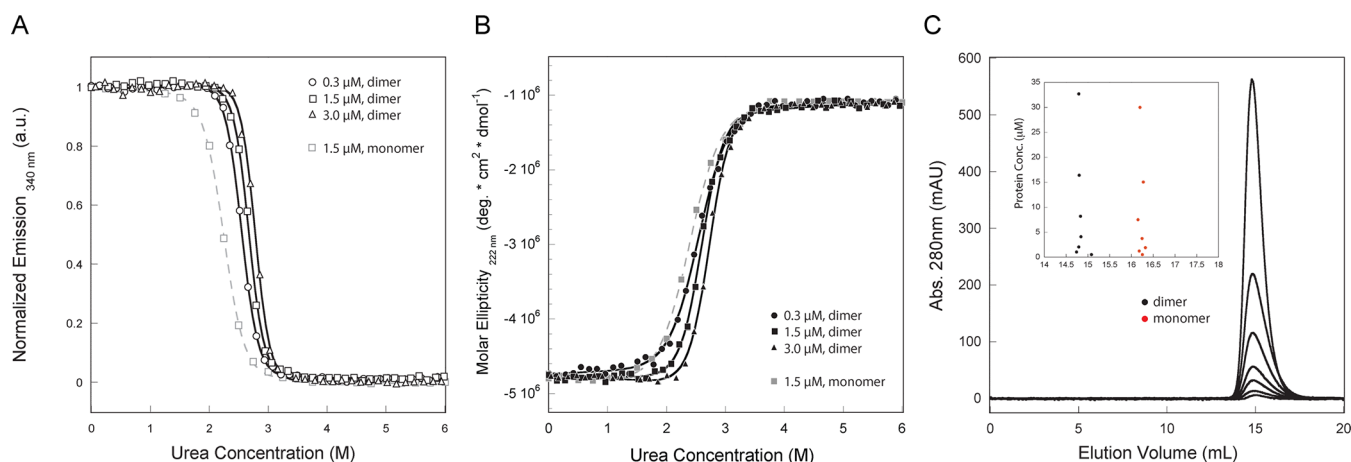 A
Normalized Emission 340 nm (a.u.)
1
0.8
0.6
0.4
0.2
0
0 1 2 3 4 5 6
Urea Concentration (M)
0.3 µM, dimer
1.5 µM, dimer
3.0 µM, dimer
1.5 µM, monomer
B
Molar Ellipticity 222 nm (deg. * cm² * dmol⁻¹)
-1 10⁶
-2 10⁶
-3 10⁶
-4 10⁶
-5 10⁶
0 1 2 3 4 5 6
Urea Concentration (M)
0.3 µM, dimer
1.5 µM, dimer
3.0 µM, dimer
1.5 µM, monomer
C
Abs. 280nm (mAU)
600
500
400
300
200
100
0
0 5 10 15 20
Elution Volume (mL)
Protein Conc. (µM)
35
30
25
20
15
10
5
0
14 14.5 15 15.5 16 16.5 17 18
dimer
monomer